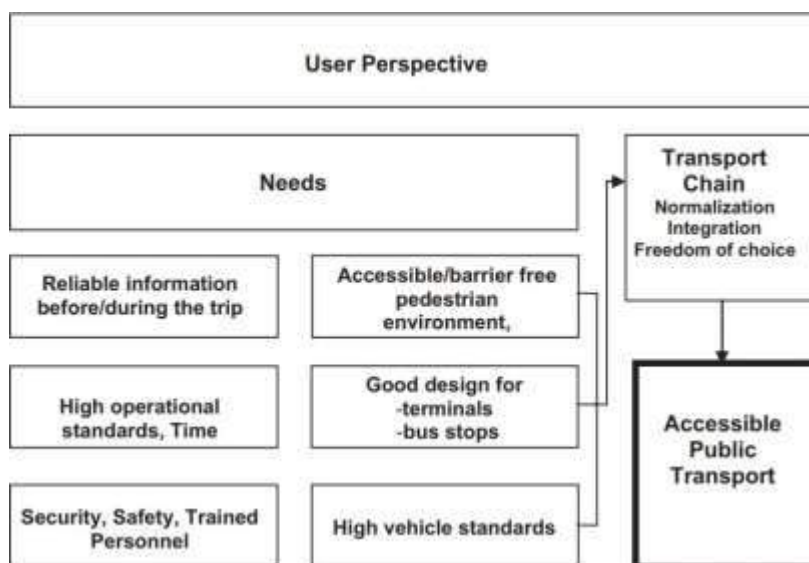 User Perspective
Needs
Transport
Chain
Normalization
Integration
Freedom of choice
Reliable information
before/during the trip
Accessible/barrier free
pedestrian
environment,
High operational
standards, Time
Good design for
-terminals
-bus stops
Accessible
Public
Transport
Security, Safety, Trained
Personnel
High vehicle standards